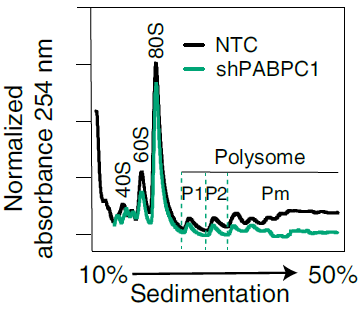 Normalized
absorbance 254 nm
40S
60S
80S
NTC
shPABPC1
Polysome
P1 P2 Pm
10% 50%
Sedimentation